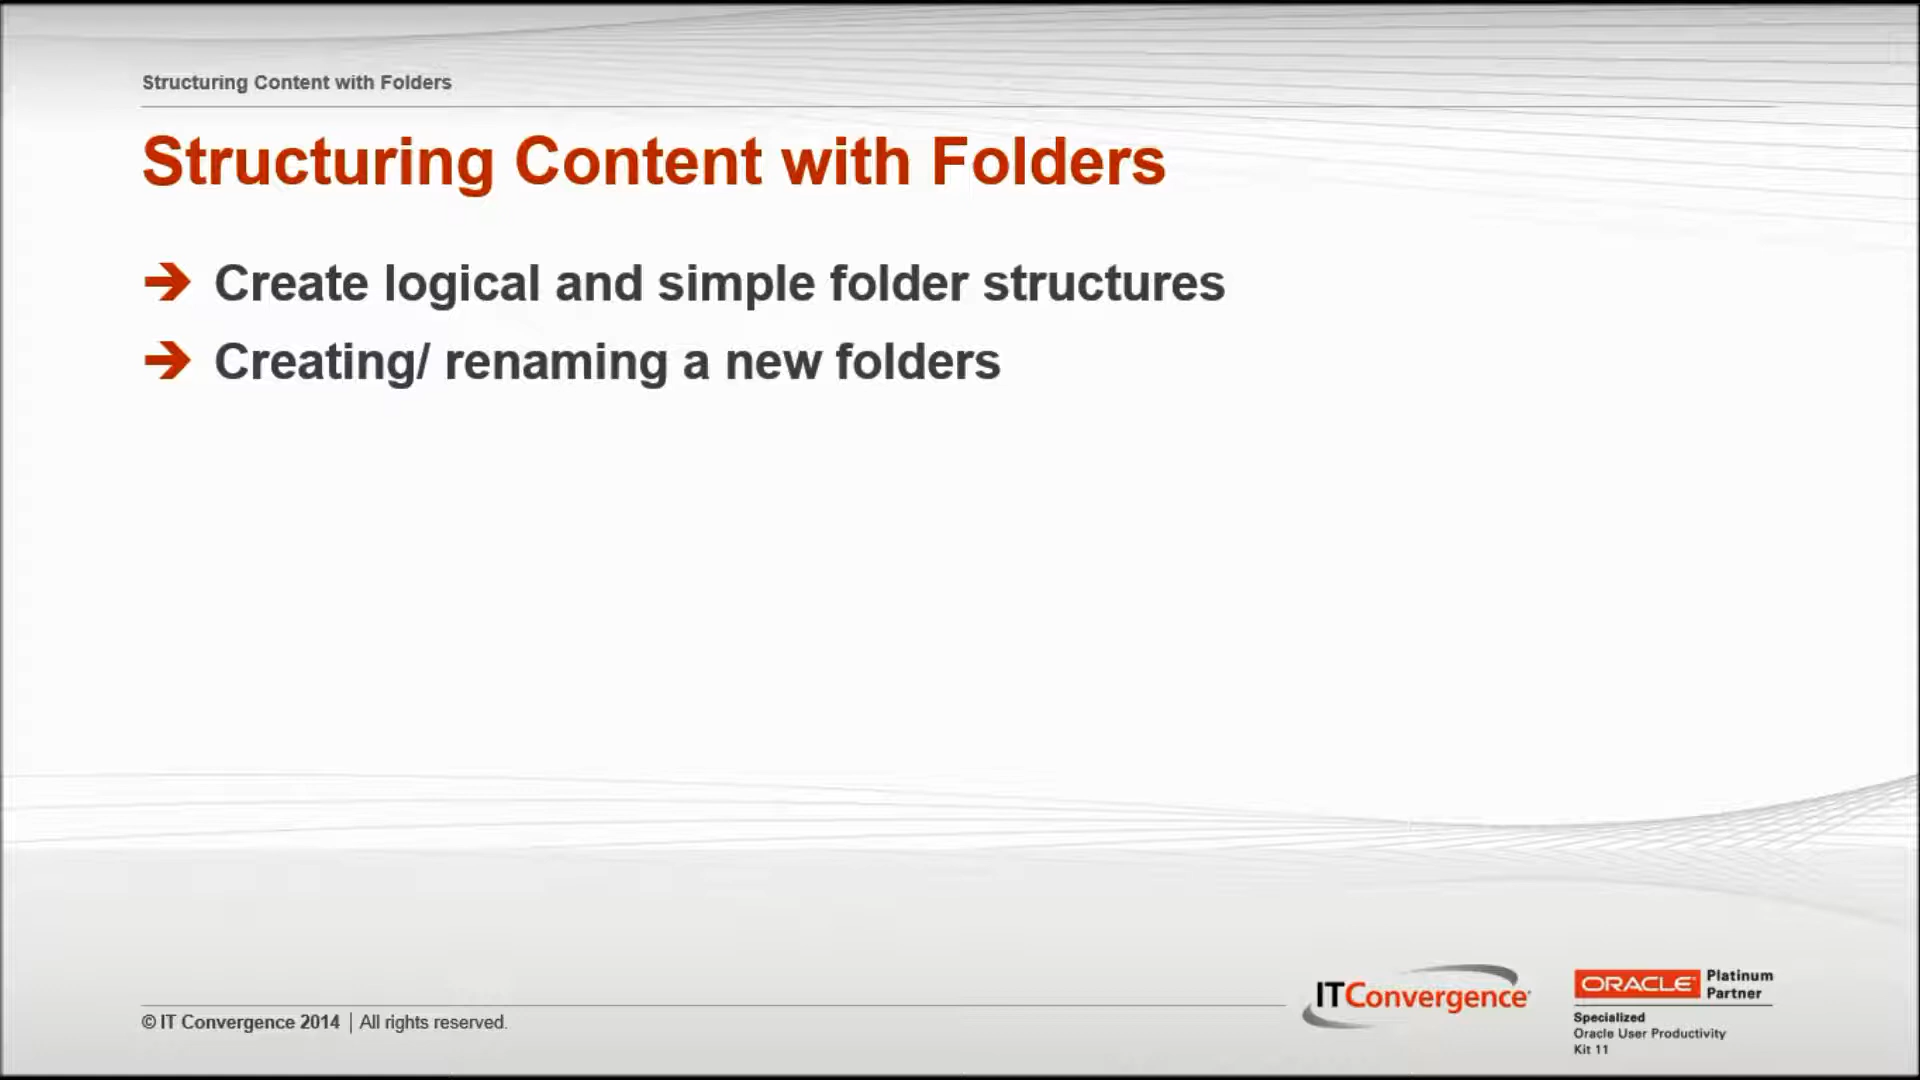 Structuring Content with Folders
Structuring Content with Folders
Create logical and simple folder structures
Creating/ renaming a new folders
© IT Convergence 2014 | All rights reserved.
ITConvergence
ORACLE
Platinum
Partner
Specialized
Oracle User Productivity
Kit 11